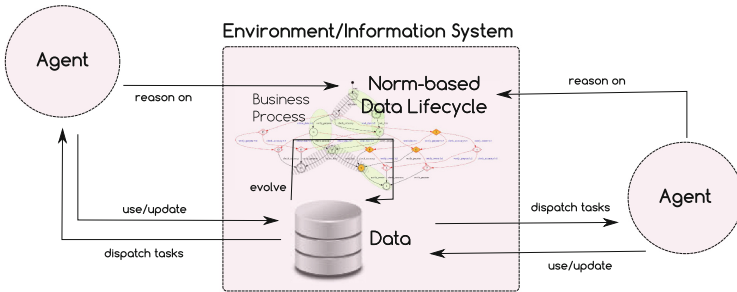 Environment/Information System
Agent
reason on
Business
Process
Norm-based
Data Lifecycle
reason on
evolve
Agent
use/update
dispatch tasks
Data
dispatch tasks
use/update